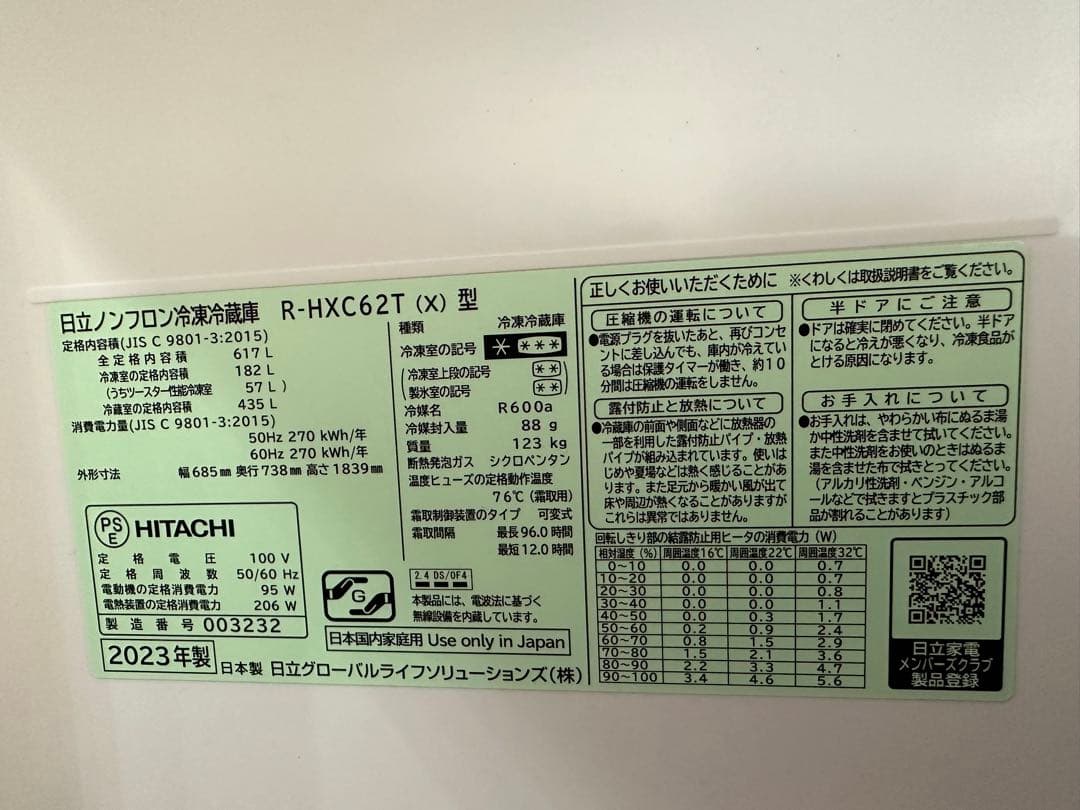 日立ノンフロン冷凍冷蔵庫 R-HXC62T (X) 型
定格内容積(JIS C 9801-3:2015)
全定格内容積 617 L
冷凍室の定格内容積 182 L
(うちツースター性能冷凍室 57 L )
冷蔵室の定格内容積 435 L
消費電力量(JIS C 9801-3:2015)
50Hz 270 kWh/年
60Hz 270 kWh/年
外形寸法 幅685mm 奥行738mm 高さ1839mm
種類 冷凍冷蔵庫
冷凍室の記号 * ***
(冷凍室上段の記号 **
製氷室の記号 **)
冷媒名 R600a
冷媒封入量 88 g
質量 123 kg
断熱発泡ガス シクロペンタン
温度ヒューズの定格動作温度
76℃(霜取用)
霜取制御装置のタイプ 可変式
霜取間隔 最長96.0時間
最短12.0時間
PS
E
HITACHI
定格電圧 100 V
定格周波数 50/60 Hz
電動機の定格消費電力 95 W
電熱装置の定格消費電力 206 W
製造番号 003232
G
2.4 DS/OF4
本製品には、電波法に基づく
無線設備を内蔵しています。
日本国内家庭用 Use only in Japan
2023年製 日本製 日立グローバルライフソリューションズ(株)
正しくお使いいただくために ※くわしくは取扱説明書をご覧ください。
圧縮機の運転について
●電源プラグを抜いたあと、再びコンセ
ントに差し込んでも、庫内が冷えてい
る場合は保護タイマーが働き、約10
分間は圧縮機の運転をしません。
露付防止と放熱について
●冷蔵庫の前面や側面などに放熱器の
一部を利用した露付防止パイプ・放熱
パイプが組み込まれています。使いは
じめや夏場などは熱く感じることがあ
ります。また足元から暖かい風が出て
床や周辺が熱くなることがありますが
これらは異常ではありません。
半ドアにご注意
●ドアは確実に閉めてください。半ドア
になると冷えが悪くなり、冷凍食品が
とける原因になります。
お手入れについて
●お手入れは、やわらかい布にぬるま湯
か中性洗剤を含ませて拭いてください。
また中性洗剤をお使いのときはぬるま
湯を含ませた布で拭きとってください。
(アルカリ性洗剤・ベンジン・アルコ
ールなどで拭きますとプラスチック部
品が割れることがあります)
回転しきり部の結露防止用ヒータの消費電力(W)
相対湿度(%) 周囲温度16℃ 周囲温度22℃ 周囲温度32℃
0~10 0.0 0.0 0.7
10~20 0.0 0.0 0.7
20~30 0.0 0.0 0.8
30~40 0.0 0.0 1.1
40~50 0.0 0.3 1.7
50~60 0.2 0.9 2.4
60~70 0.8 1.5 2.9
70~80 1.5 2.1 3.6
80~90 2.2 3.3 4.7
90~100 3.4 4.6 5.6
日立家電
メンバーズクラブ
製品登録